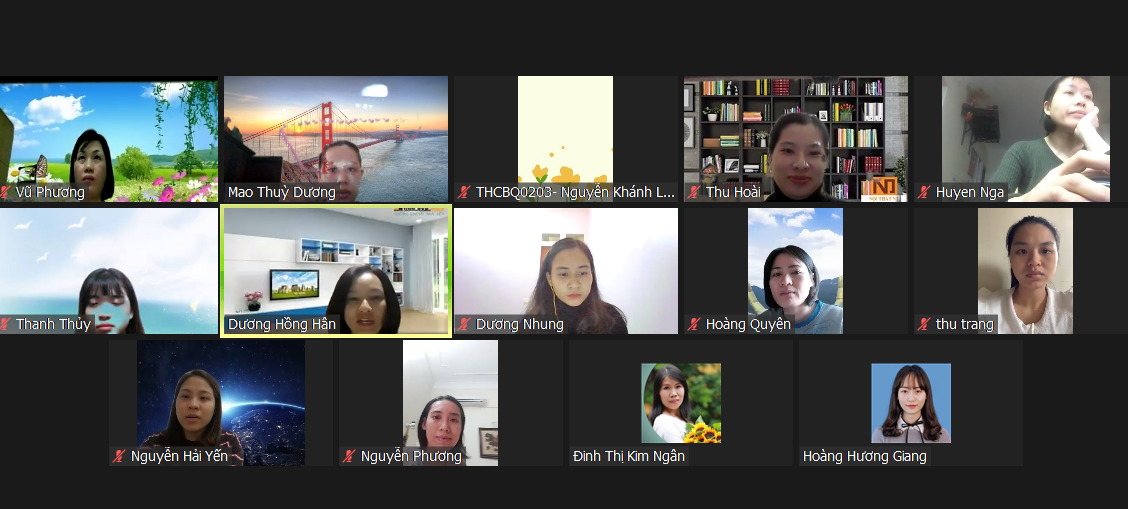 Vũ Phương
Mao Thuỳ Dương
THCBQ0203- Nguyễn Khánh L...
Thu Hoài
Huyen Nga
Thanh Thủy
Dương Hồng Hân
Dương Nhung
Hoàng Quyên
thu trang
Nguyễn Hải Yến
Nguyễn Phương
Đinh Thị Kim Ngân
Hoàng Hương Giang